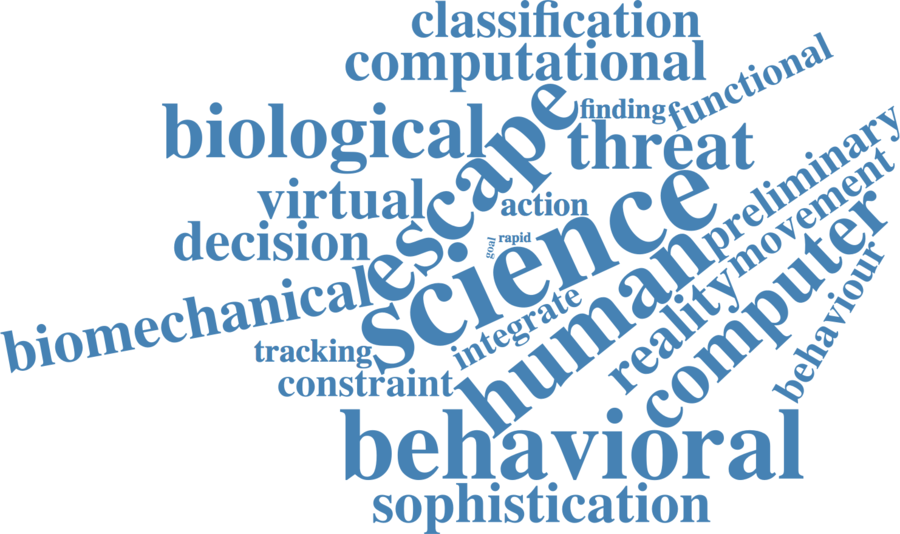 classification
computational
functional
finding
escape
biological
threat
preliminary
virtual
action
movement
decision
goal
rapid
science
computer
biomechanical
human
reality
behaviour
integrate
tracking
constraint
behavioral
sophistication